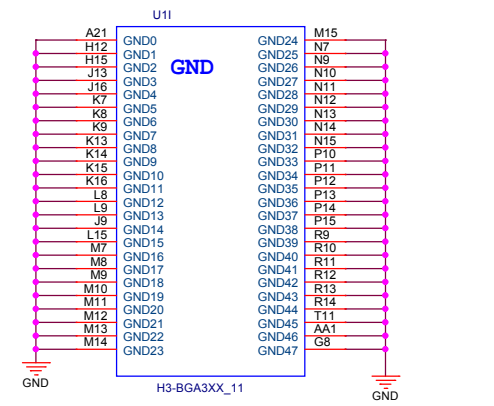 U1I
A21 GND0 GND24 M15
H12 GND1 GND25 N7
H15 GND2 GND GND26 N9
J13 GND3 GND27 N10
J16 GND4 GND28 N11
K7 GND5 GND29 N12
K8 GND6 GND30 N13
K9 GND7 GND31 N14
K13 GND8 GND32 N15
K14 GND9 GND33 P10
K15 GND10 GND34 P11
K16 GND11 GND35 P12
L8 GND12 GND36 P13
L9 GND13 GND37 P14
J9 GND14 GND38 P15
L15 GND15 GND39 R9
M7 GND16 GND40 R10
M8 GND17 GND41 R11
M9 GND18 GND42 R12
M10 GND19 GND43 R13
M11 GND20 GND44 R14
M12 GND21 GND45 T11
M13 GND22 GND46 AA1
M14 GND23 GND47 G8
GND H3-BGA3XX_11 GND